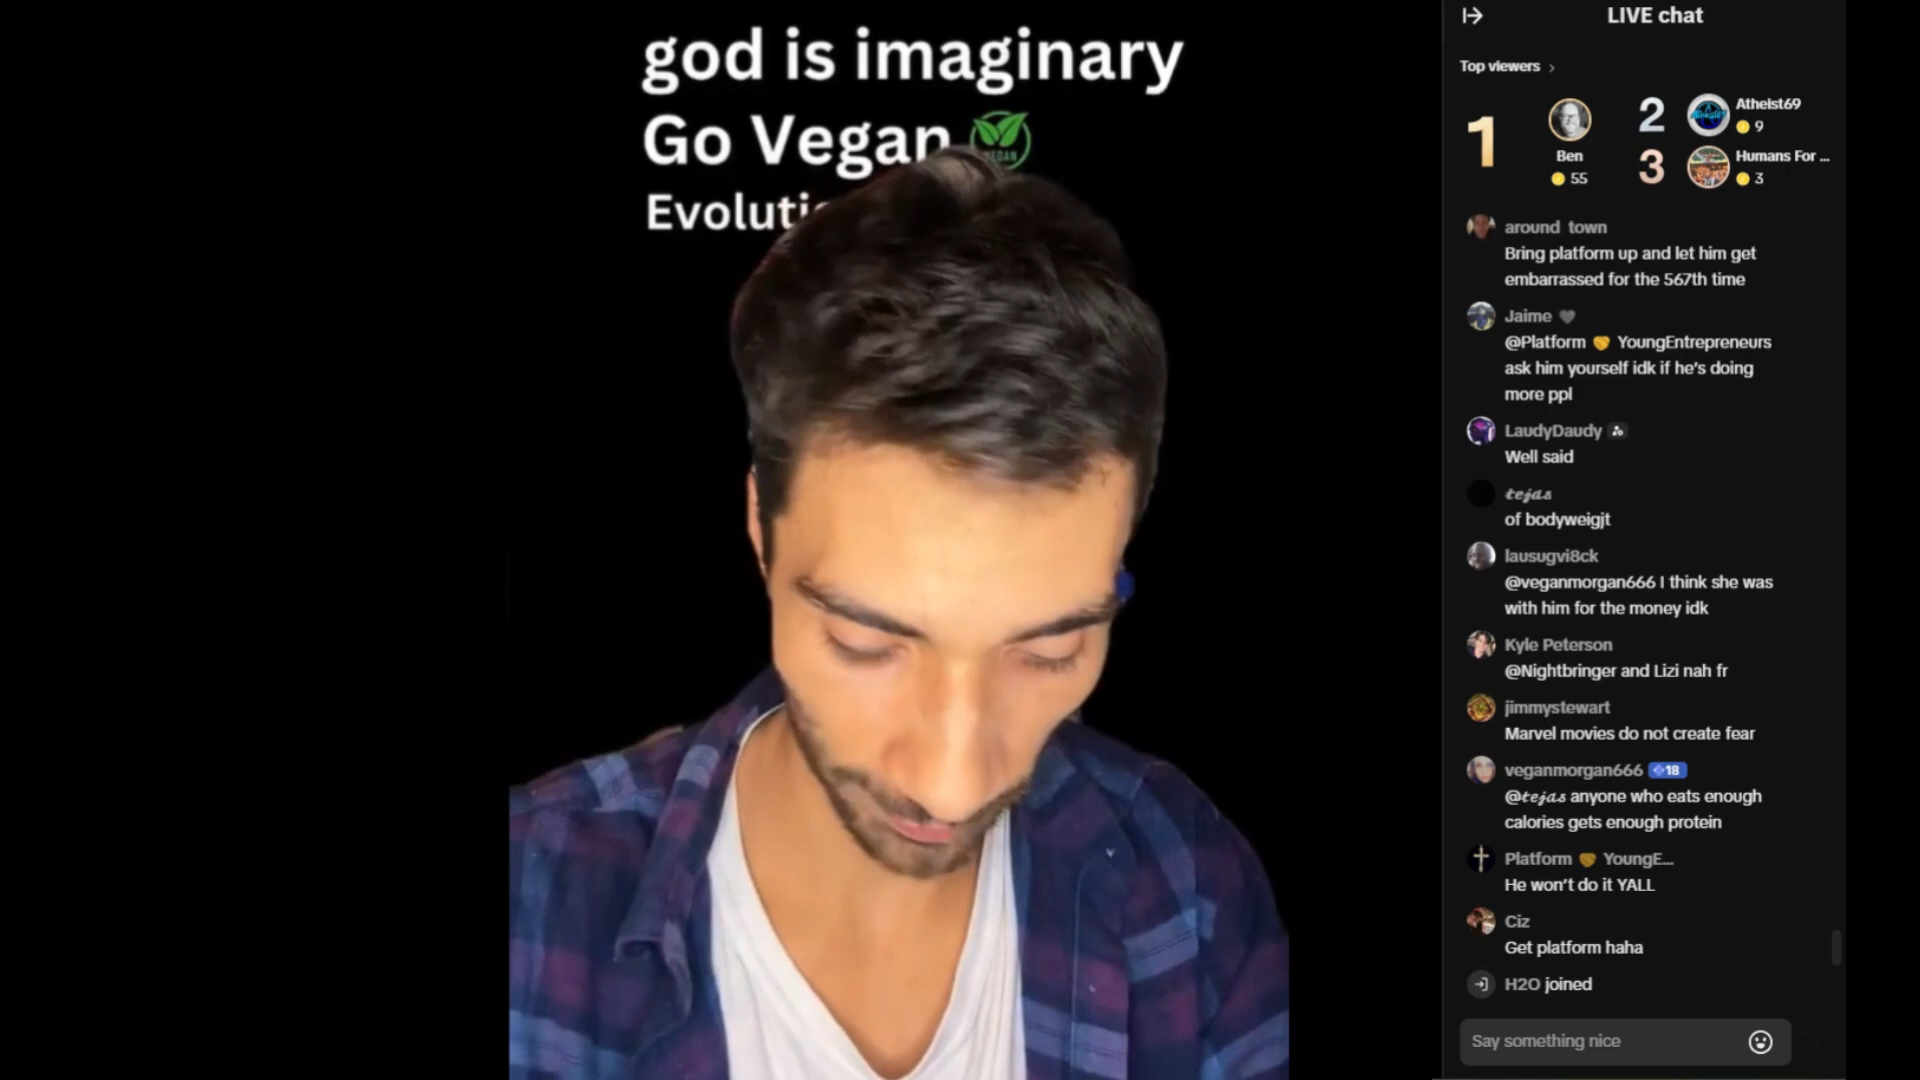 god is imaginary
Go Vegan
VEGAN
LIVE chat
Top viewers
1
Ben
55
2
Atheist69
9
3
Humans For ...
3
around town
Bring platform up and let him get
embarrassed for the 567th time
Jaime
@Platform 🤝 YoungEntrepreneurs
ask him yourself idk if he's doing
more ppl
LaudyDaudy
Well said
𝓽𝓮𝓳𝓪𝓼
of bodyweigjt
lausugvi8ck
@veganmorgan666 I think she was
with him for the money idk
Kyle Peterson
@Nightbringer and Lizi nah fr
jimmystewart
Marvel movies do not create fear
veganmorgan666 18
@𝓽𝓮𝓳𝓪𝓼 anyone who eats enough
calories gets enough protein
Platform 🤝 YoungE...
He won't do it YALL
Ciz
Get platform haha
H2O joined
Say something nice